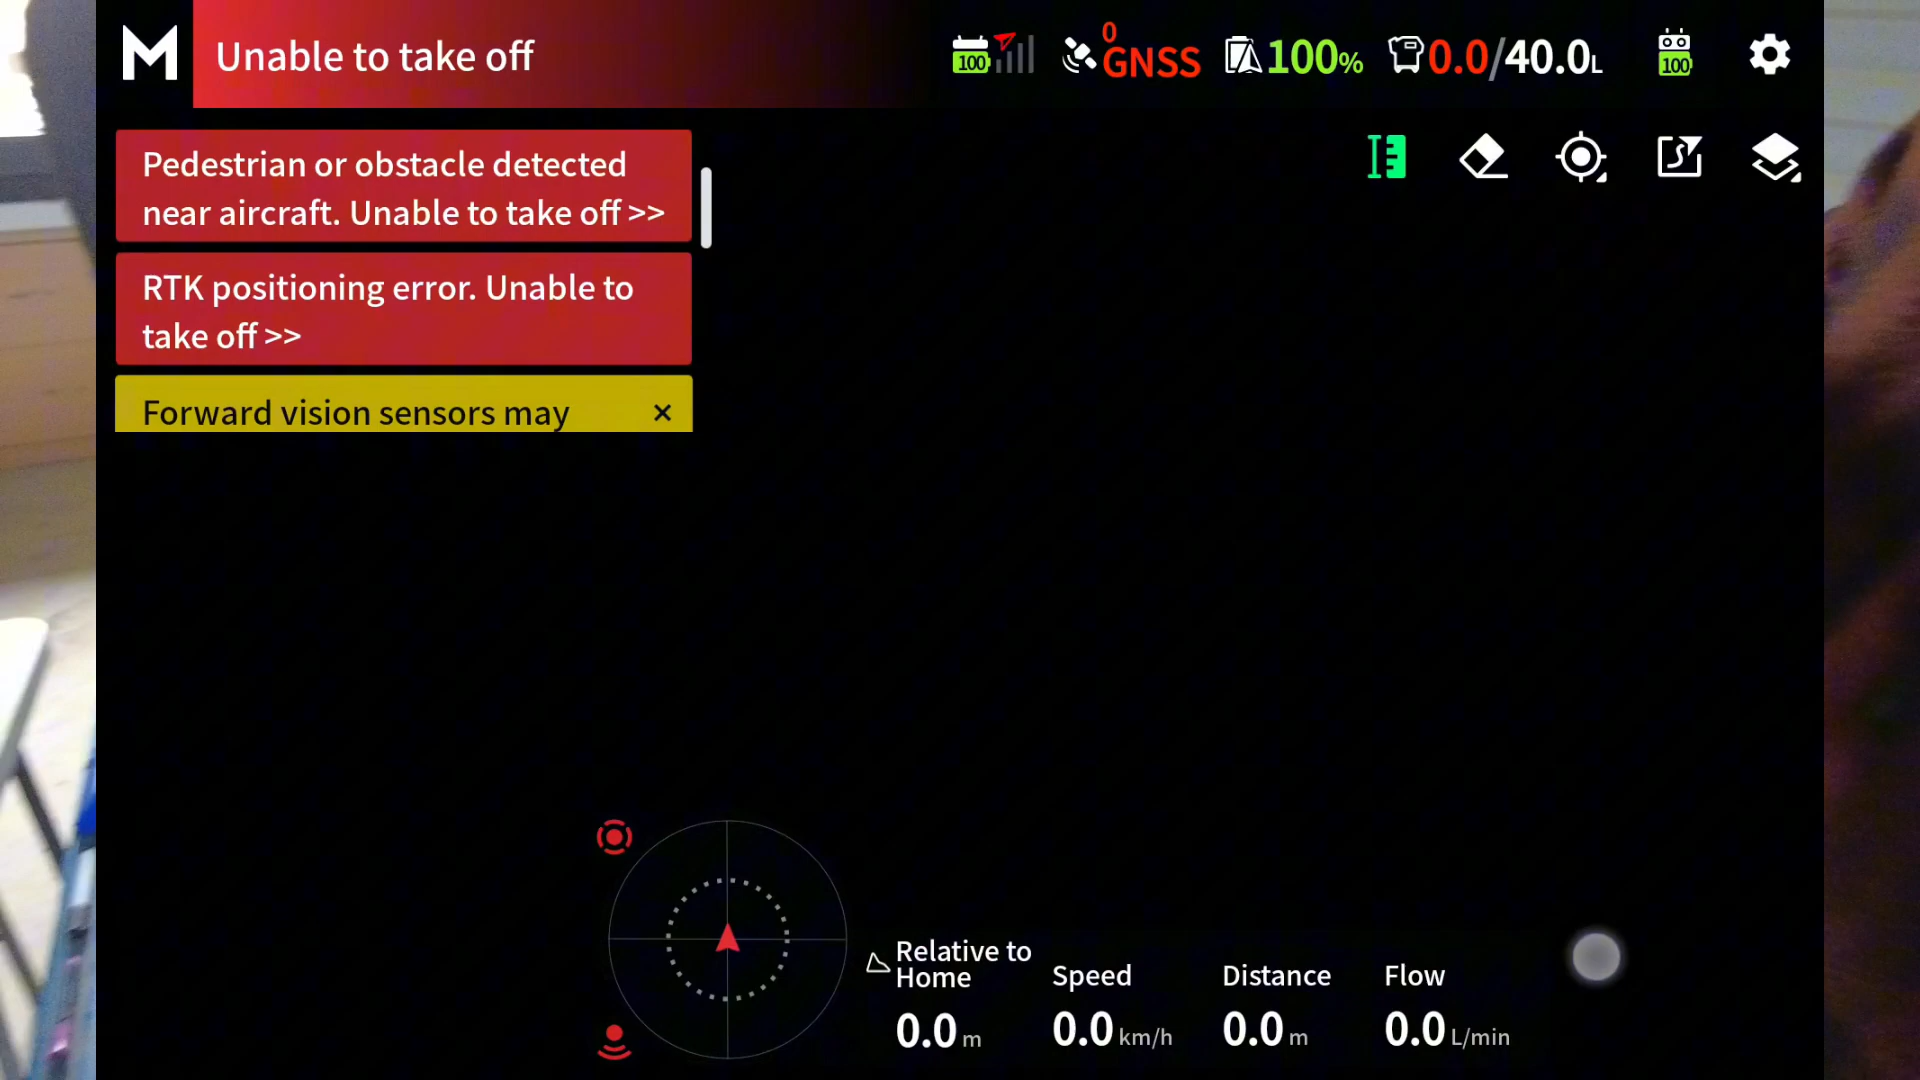 M
Unable to take off
100
0
GNSS
100%
0.0/40.0L
100
Pedestrian or obstacle detected
near aircraft. Unable to take off >>
RTK positioning error. Unable to
take off >>
Forward vision sensors may
Relative to
Home
0.0 m
Speed
0.0 km/h
Distance
0.0 m
Flow
0.0 L/min